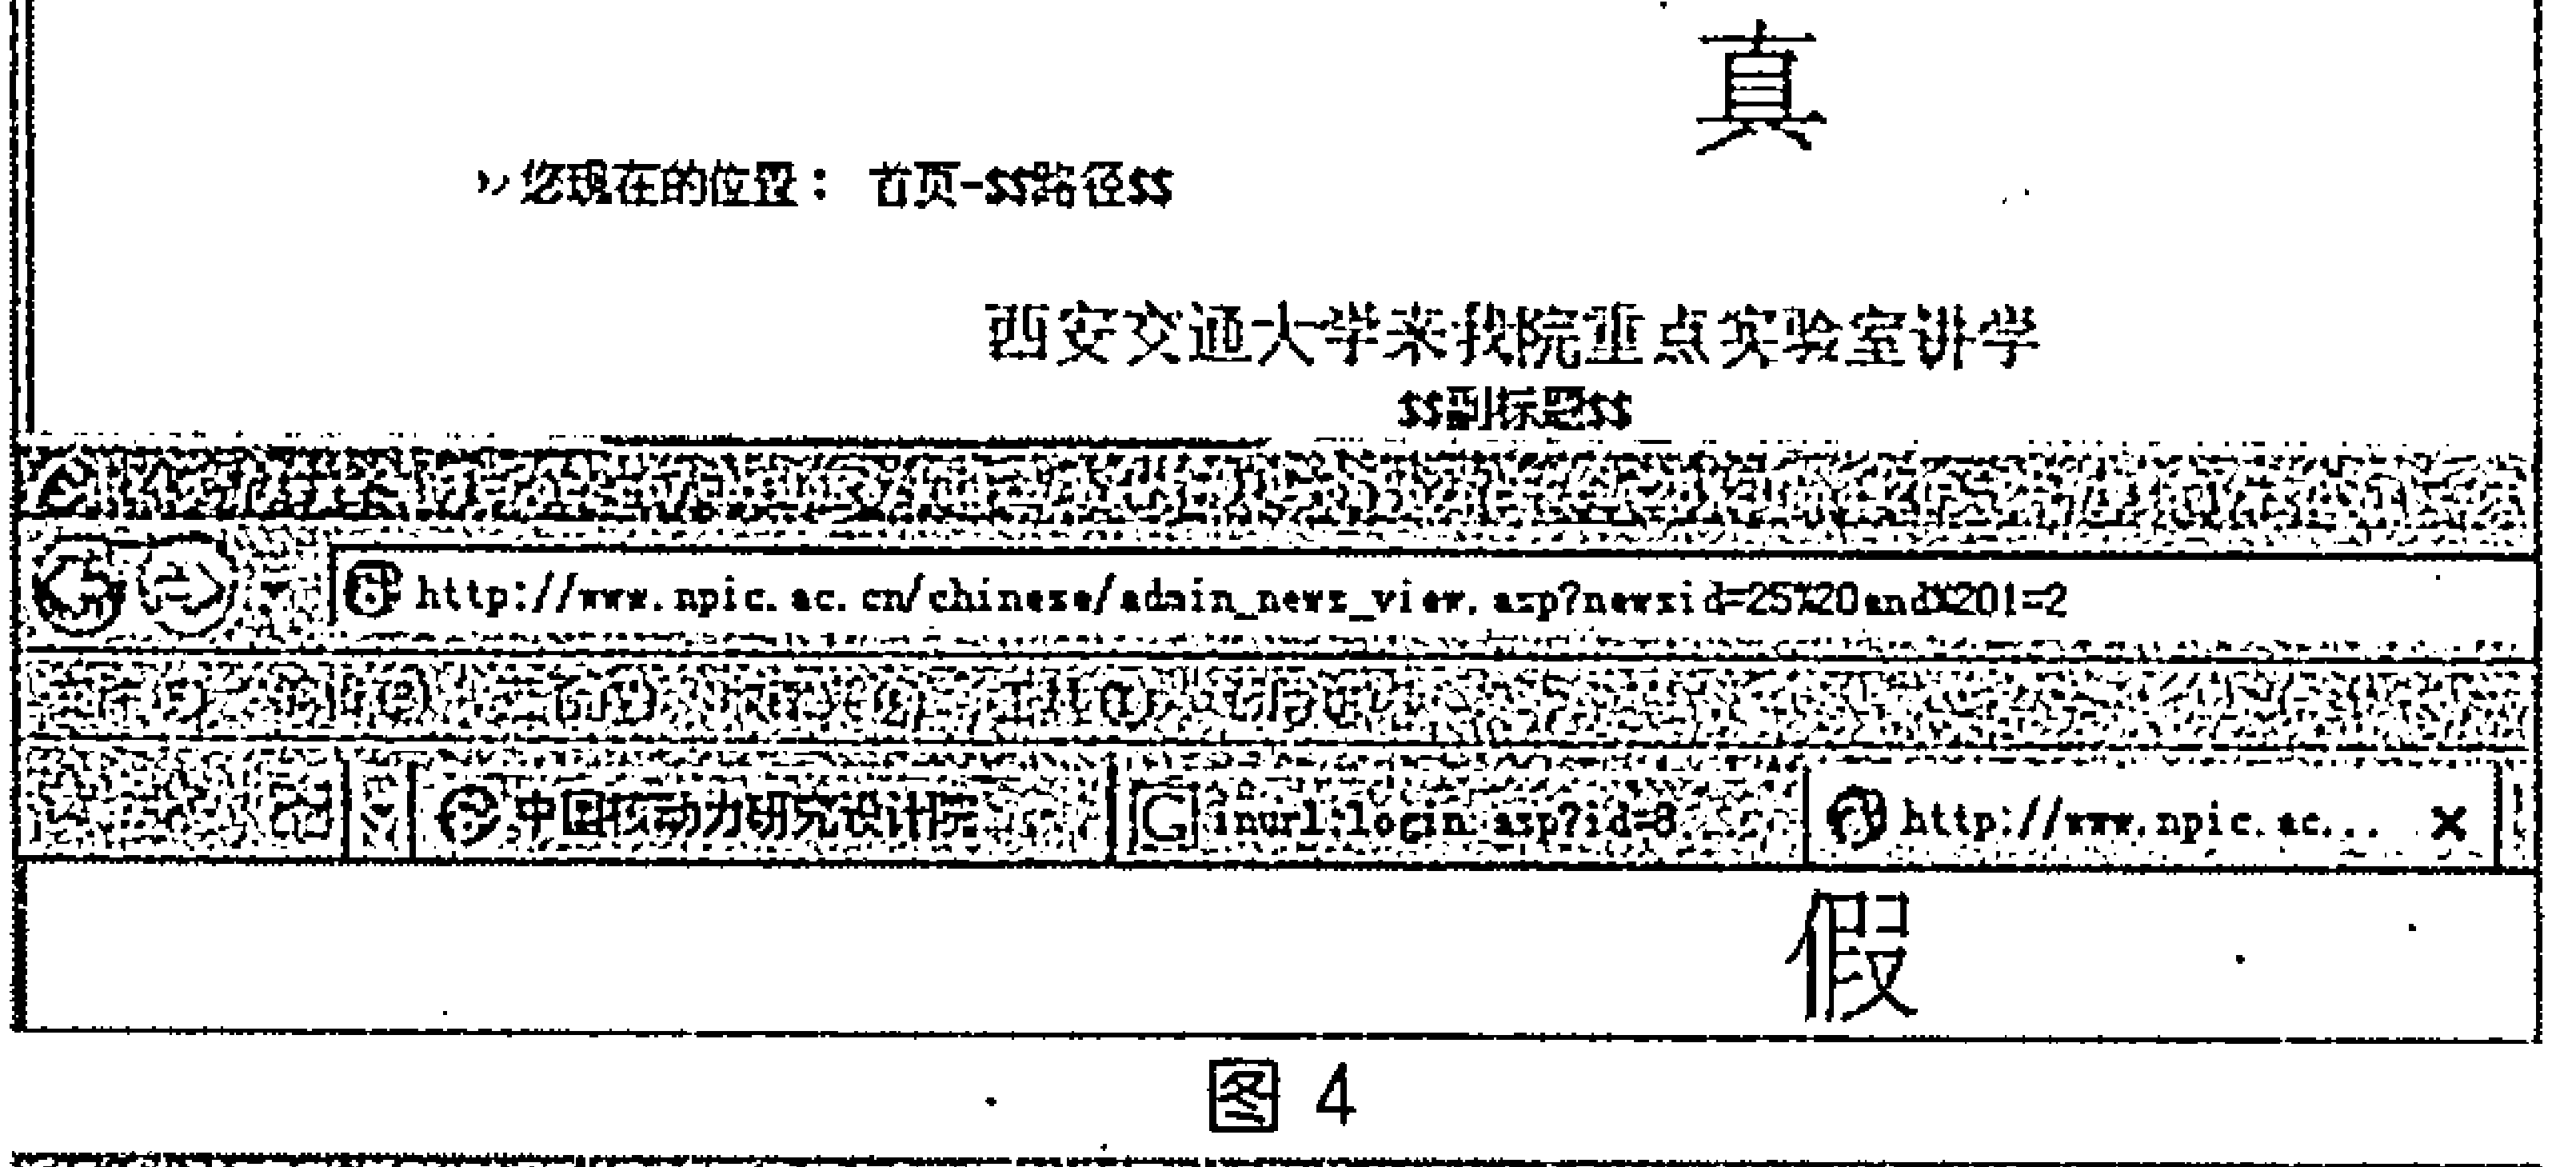 真
您现在的位置： 首页-$$路径$$
西安交通大学来我院重点实验室讲学
$$副标题$$
http://www.npic.ac.cn/chinese/admin_news_view.asp?newsid=25%20and%201=2
中国核动力研究设计院 inurl:login.asp?id=8 http://www.npic.ac...
假
图 4